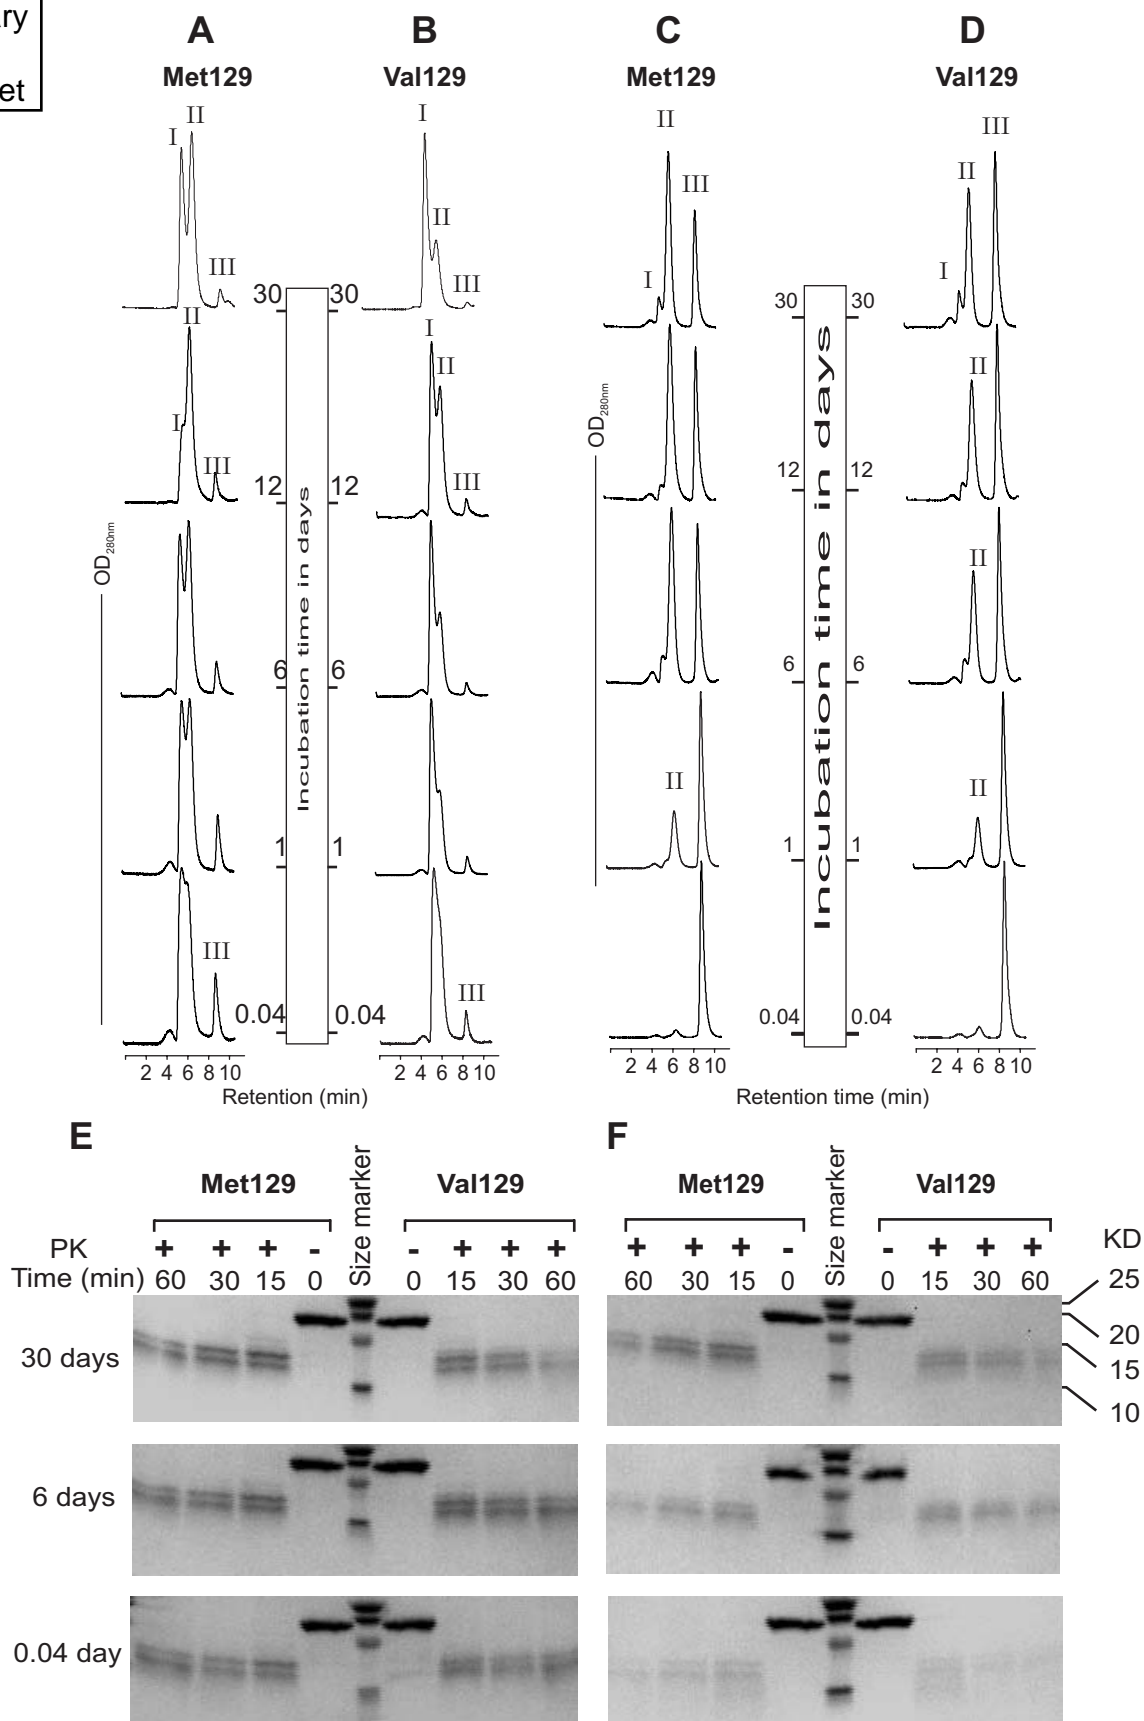 ry
et
A B C D
Met129 Val129 Met129 Val129
I II I II III
III II III II I
I III
30 30 30 30
II I II II
I III III
12 12 12 12
OD280nm OD280nm
Incubation time in days Incubation time in days
II
6 6 6 6
II II
1 1 1 1
III III
0.04 0.04 0.04 0.04
2 4 6 8 10 2 4 6 8 10 2 4 6 8 10 2 4 6 8 10
Retention (min) Retention time (min)
E F
Met129 Size marker Val129 Met129 Size marker Val129
PK + + + - - + + + + + + - - + + + KD
Time (min) 60 30 15 0 0 15 30 60 60 30 15 0 0 15 30 60
25
20
15
10
30 days
6 days
0.04 day